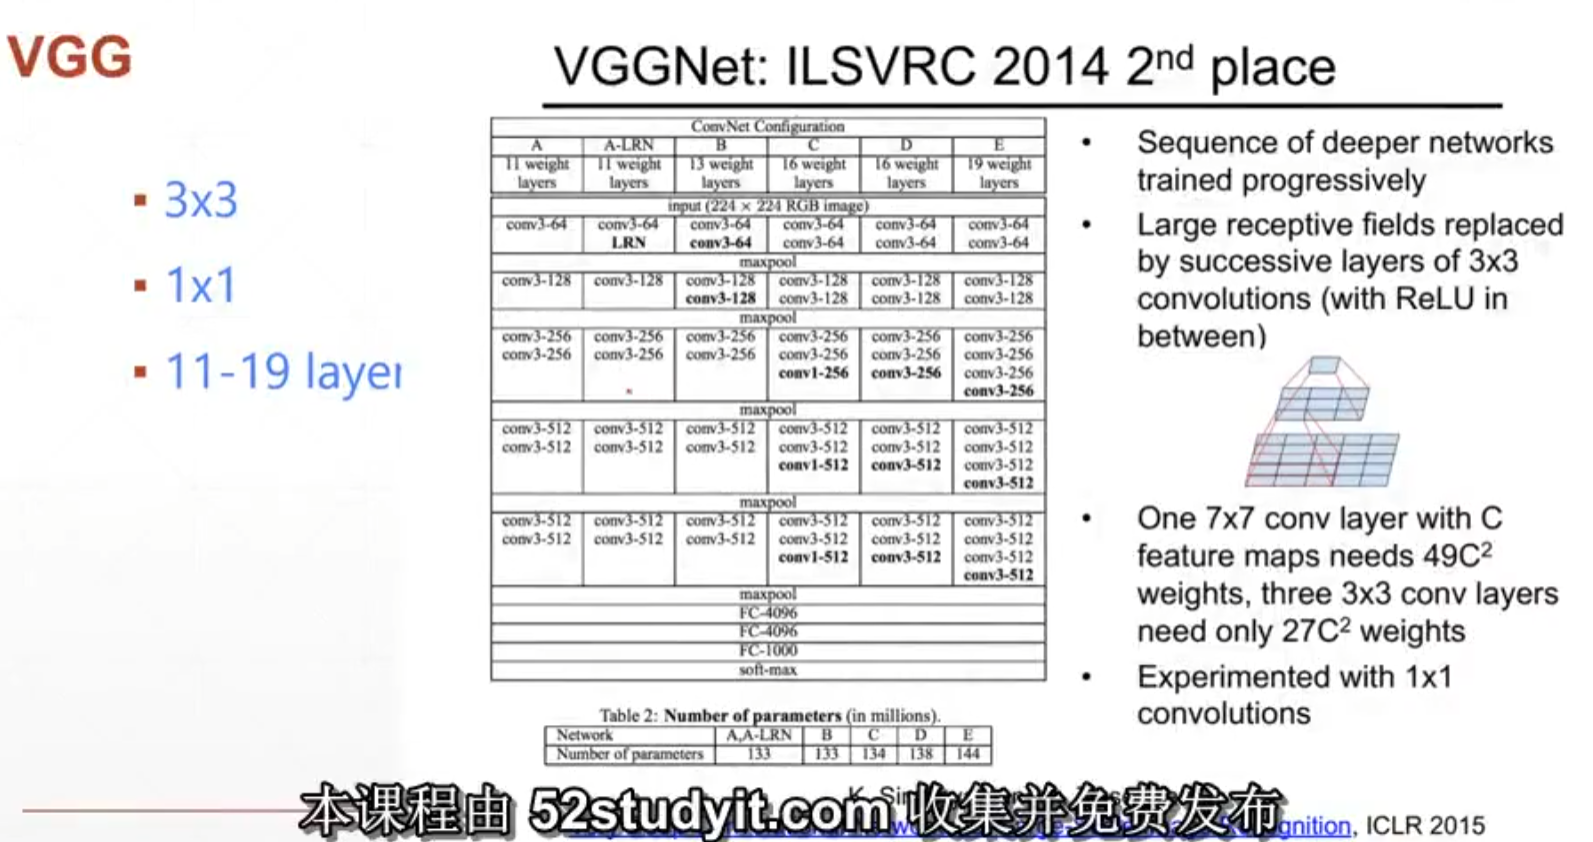 VGG
3x3
1x1
11-19 layer
VGGNet: ILSVRC 2014 2nd place
ConvNet Configuration
A A-LRN B C D E
11 weight layers 11 weight layers 13 weight layers 16 weight layers 16 weight layers 19 weight layers
input (224 × 224 RGB image)
conv3-64 conv3-64 conv3-64 conv3-64 conv3-64 conv3-64
LRN conv3-64 conv3-64 conv3-64 conv3-64
maxpool
conv3-128 conv3-128 conv3-128 conv3-128 conv3-128 conv3-128
conv3-128 conv3-128 conv3-128 conv3-128
maxpool
conv3-256 conv3-256 conv3-256 conv3-256 conv3-256 conv3-256
conv3-256 conv3-256 conv3-256 conv3-256 conv3-256 conv3-256
conv1-256 conv3-256 conv3-256
conv3-256
maxpool
conv3-512 conv3-512 conv3-512 conv3-512 conv3-512 conv3-512
conv3-512 conv3-512 conv3-512 conv3-512 conv3-512 conv3-512
conv1-512 conv3-512 conv3-512
conv3-512
maxpool
conv3-512 conv3-512 conv3-512 conv3-512 conv3-512 conv3-512
conv3-512 conv3-512 conv3-512 conv3-512 conv3-512 conv3-512
conv1-512 conv3-512 conv3-512
conv3-512
maxpool
FC-4096
FC-4096
FC-1000
soft-max
Table 2: Number of parameters (in millions).
Network A,A-LRN B C D E
Number of parameters 133 133 134 138 144
• Sequence of deeper networks
trained progressively
• Large receptive fields replaced
by successive layers of 3x3
convolutions (with ReLU in
between)
• One 7x7 conv layer with C
feature maps needs 49C²
weights, three 3x3 conv layers
need only 27C² weights
• Experimented with 1x1
convolutions
本课程由 52studyit.com 收集并免费发布
ICLR 2015